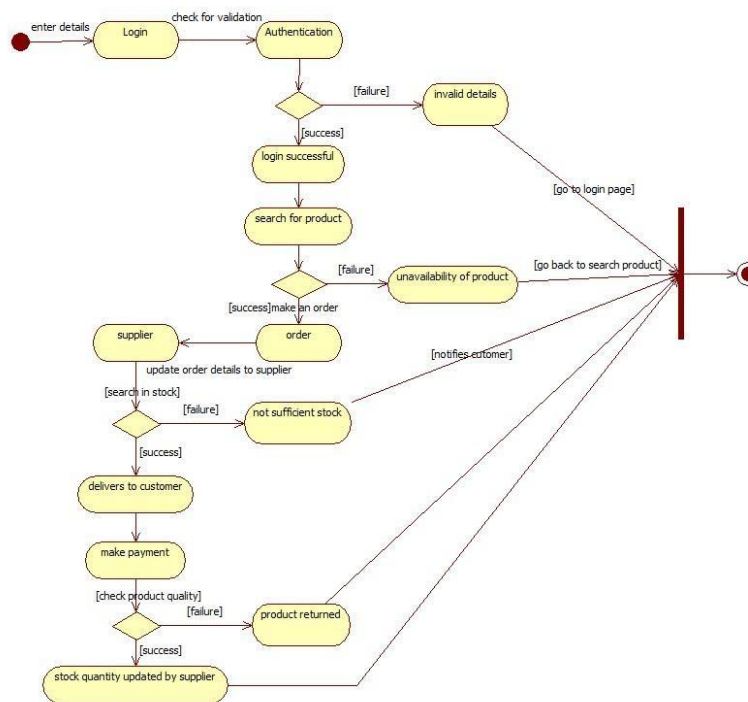 enter details
Login
check for validation
Authentication
[failure]
invalid details
[success]
login successful
[go to login page]
search for product
[failure]
unavailability of product
[go back to search product]
[success]make an order
supplier
order
update order details to supplier
[notifies cutomer]
[search in stock]
[failure]
not sufficient stock
[success]
delivers to customer
make payment
[check product quality]
[failure]
product returned
[success]
stock quantity updated by supplier